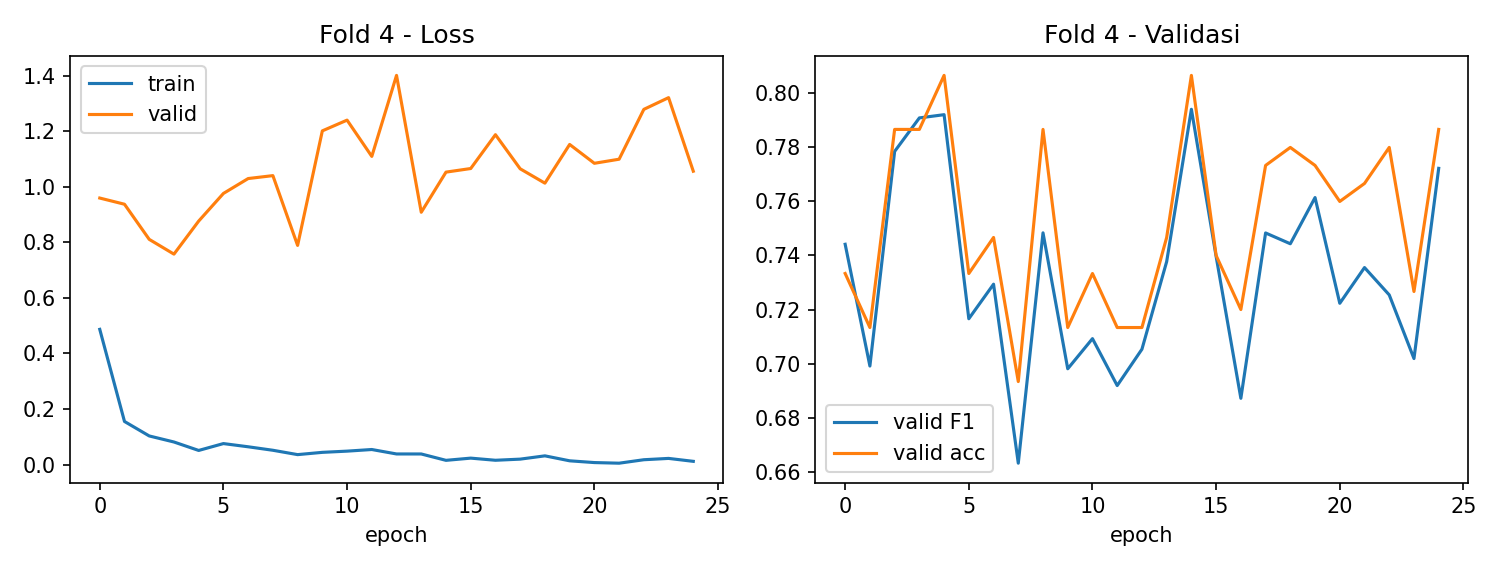 Fold 4 - Loss
train
valid
1.4
1.2
1.0
0.8
0.6
0.4
0.2
0.0
0 5 10 15 20 25
epoch
Fold 4 - Validasi
0.80
0.78
0.76
0.74
0.72
0.70
0.68
0.66
valid F1
valid acc
0 5 10 15 20 25
epoch